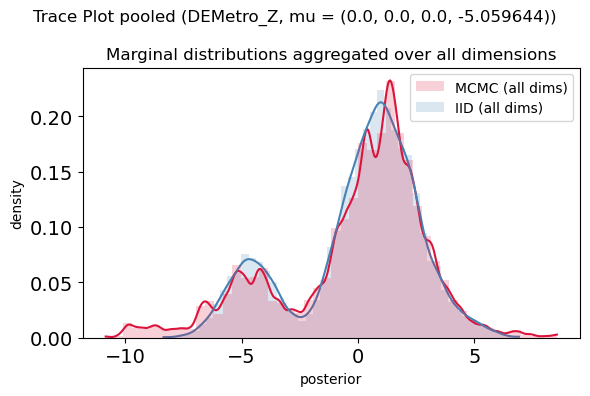 Trace Plot pooled (DEMetro_Z, mu = (0.0, 0.0, 0.0, -5.059644))
Marginal distributions aggregated over all dimensions
MCMC (all dims)
IID (all dims)
density
0.20
0.15
0.10
0.05
0.00
−10
−5
0
5
posterior